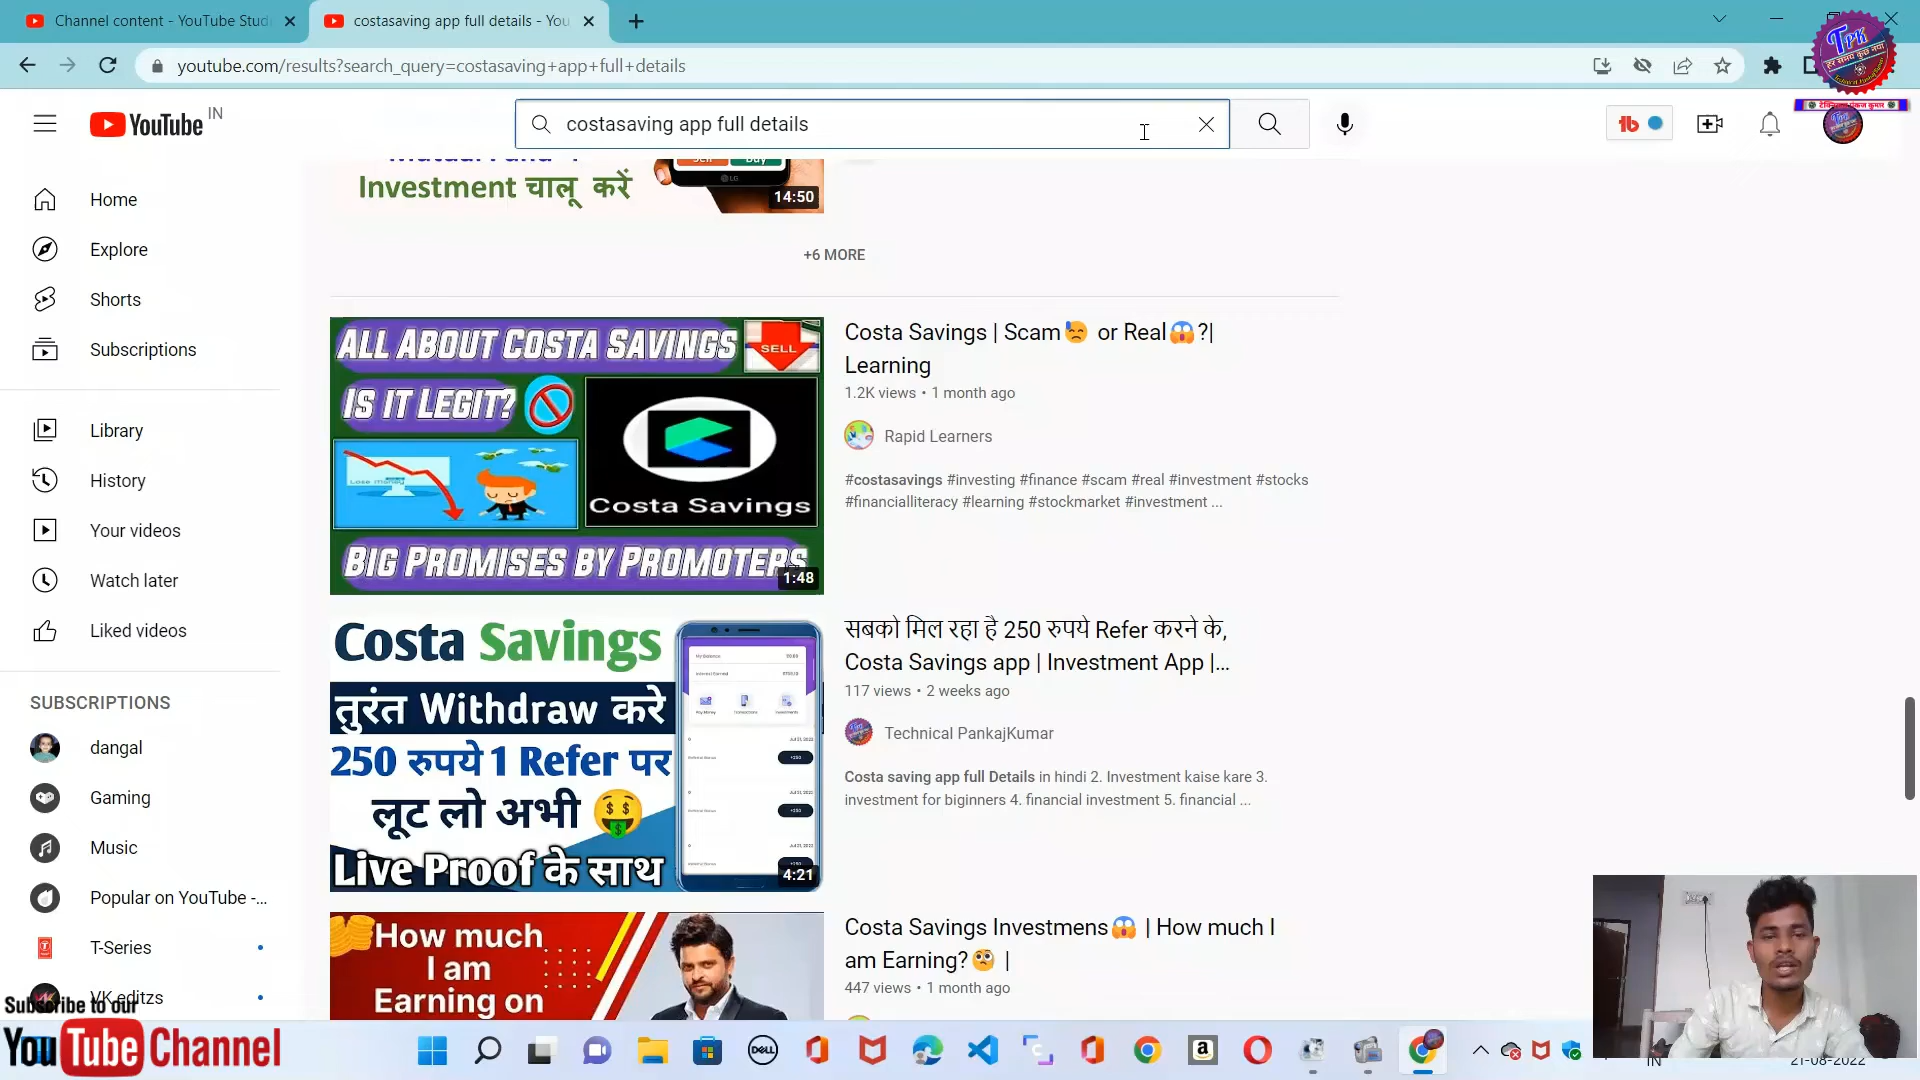 Channel content - YouTube Stud
costasaving app full details - You
youtube.com/results?search_query=costasaving+app+full+details
TPK
YouTube IN
costasaving app full details
Investment चालू करें
14:50
+6 MORE
Home
Explore
Shorts
Subscriptions
Library
History
Your videos
Watch later
Liked videos
SUBSCRIPTIONS
dangal
Gaming
Music
Popular on YouTube -...
T-Series
VK editzs
ALL ABOUT COSTA SAVINGS
SELL
IS IT LEGIT?
Costa Savings
BIG PROMISES BY PROMOTERS
1:48
Costa Savings | Scam😓 or Real😱?|
Learning
1.2K views • 1 month ago
Rapid Learners
#costasavings #investing #finance #scam #real #investment #stocks
#financialliteracy #learning #stockmarket #investment ...
Costa Savings
तुरंत Withdraw करे
250 रुपये 1 Refer पर
लूट लो अभी
Live Proof के साथ
4:21
सबको मिल रहा है 250 रुपये Refer करने के,
Costa Savings app | Investment App |...
117 views • 2 weeks ago
Technical PankajKumar
Costa saving app full Details in hindi 2. Investment kaise kare 3.
investment for biginners 4. financial investment 5. financial ...
How much
I am
Earning on
Costa Savings Investmens😱 | How much I
am Earning?🧐 |
447 views • 1 month ago
Subscribe to our
YouTube Channel
DELL
IN
21-08-2022